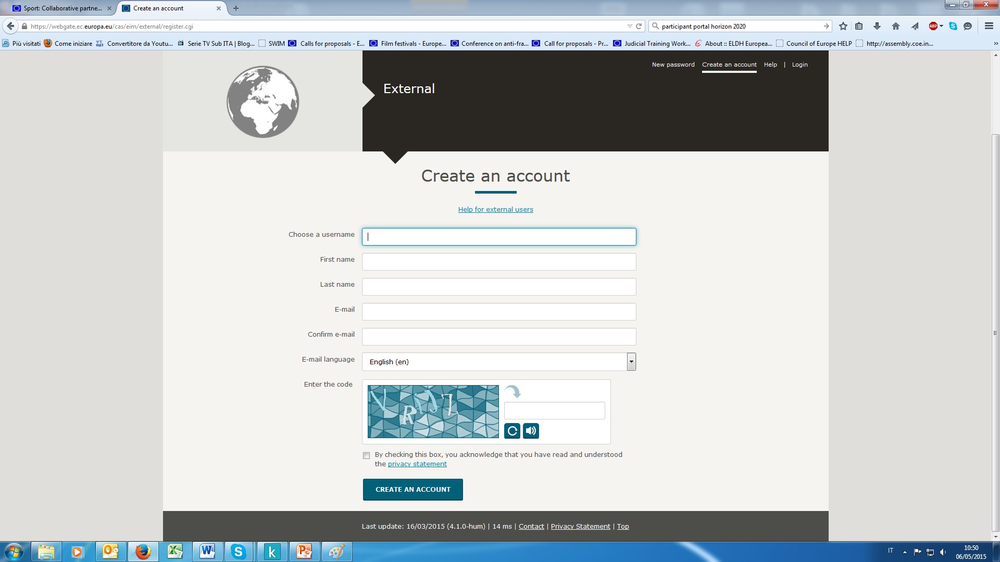 Sport: Collaborative partne...
Create an account
https://webgate.ec.europa.eu/cas/eim/external/register.cgi
participant portal horizon 2020
ABP
Più visitati
Come iniziare
Convertitore da Youtu...
Serie TV Sub ITA | Blog...
SWIM
Calls for proposals - E...
Film festivals - Europe...
Conference on anti-fra...
Call for proposals - Pr...
Judicial Training Work...
About :: ELDH Europea...
Council of Europe HELP
http://assembly.coe.in...
New password
Create an account
Help
|
Login
External
Create an account
Help for external users
Choose a username
First name
Last name
E-mail
Confirm e-mail
E-mail language
English (en)
Enter the code
By checking this box, you acknowledge that you have read and understood
the privacy statement
CREATE AN ACCOUNT
Last update: 16/03/2015 (4.1.0-hum) | 14 ms | Contact | Privacy Statement | Top
IT
10:50
06/05/2015